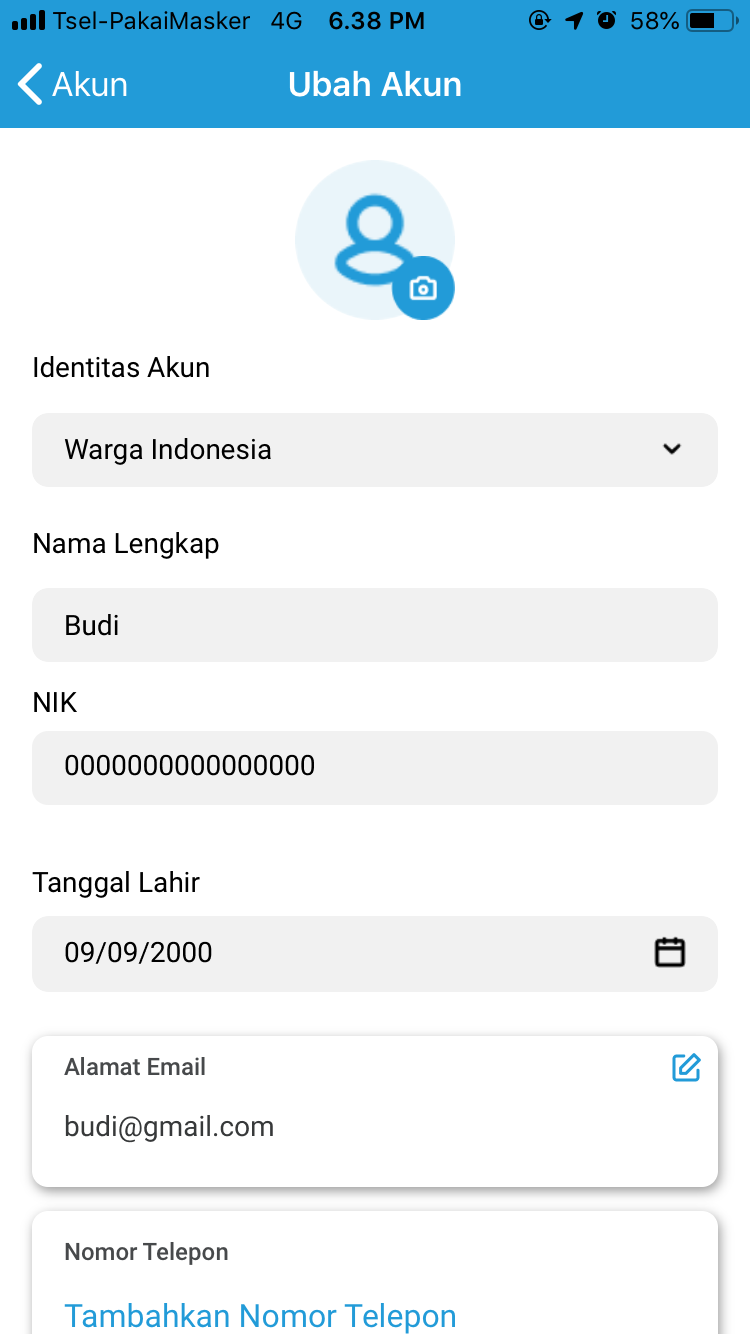 Tsel-PakaiMasker 4G 6.38 PM 58%
Akun Ubah Akun
Identitas Akun
Warga Indonesia
Nama Lengkap
Budi
NIK
0000000000000000
Tanggal Lahir
09/09/2000
Alamat Email
budi@gmail.com
Nomor Telepon
Tambahkan Nomor Telepon